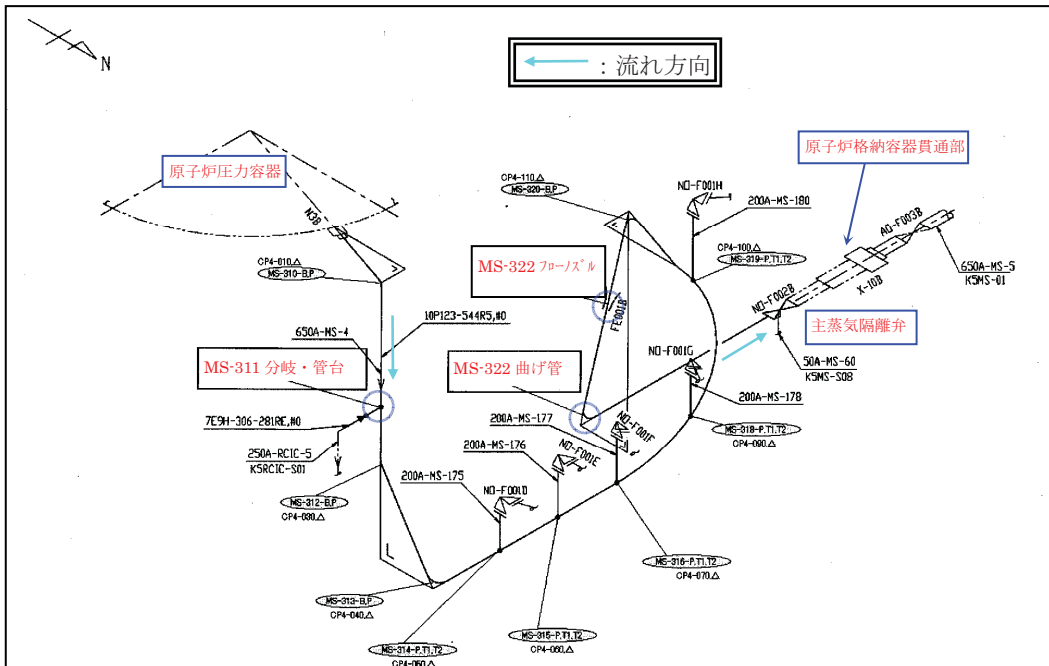 N
：流れ方向
原子炉圧力容器
原子炉格納容器貫通部
CP4-110.△
MS-320-B,P
NO-F001H
200A-MS-180
AO-F003B
N3B
CP4-010.△
MS-310-B,P
CP4-100.△
MS-319-P,T1,T2
MS-322 フローノズル
FE001B
X-10B
650A-MS-5
K5MS-01
NO-F002B
10P123-544R5,#0
650A-MS-4
主蒸気隔離弁
MS-311 分岐・管台
MS-322 曲げ管
NO-F001G
50A-MS-60
K5MS-S08
200A-MS-178
7E9H-306-281RE,#0
200A-MS-177
NO-F001F
MS-318-P,T1,T2
CP4-090.△
250A-RCIC-5
K5RCIC-S01
200A-MS-176
NO-F001E
200A-MS-175
NO-F001D
MS-312-B,P
CP4-030.△
MS-316-P,T1,T2
CP4-070.△
MS-313-B,P
CP4-040.△
MS-315-P,T1,T2
CP4-060.△
MS-314-P,T1,T2
CP4-050.△